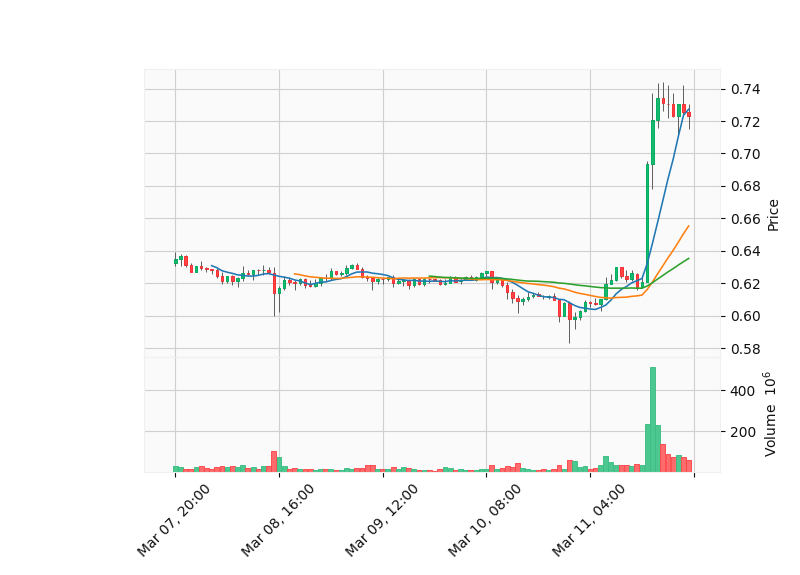 0.74
0.72
0.70
0.68
0.66
0.64
0.62
0.60
0.58
Price
400
200
Volume 10^6
Mar 07, 20:00
Mar 08, 16:00
Mar 09, 12:00
Mar 10, 08:00
Mar 11, 04:00